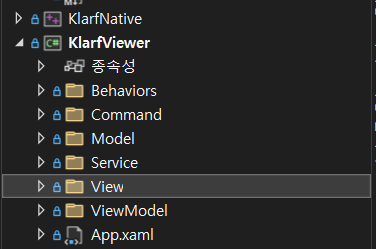 KlarfNative
KlarfViewer
종속성
Behaviors
Command
Model
Service
View
ViewModel
App.xaml